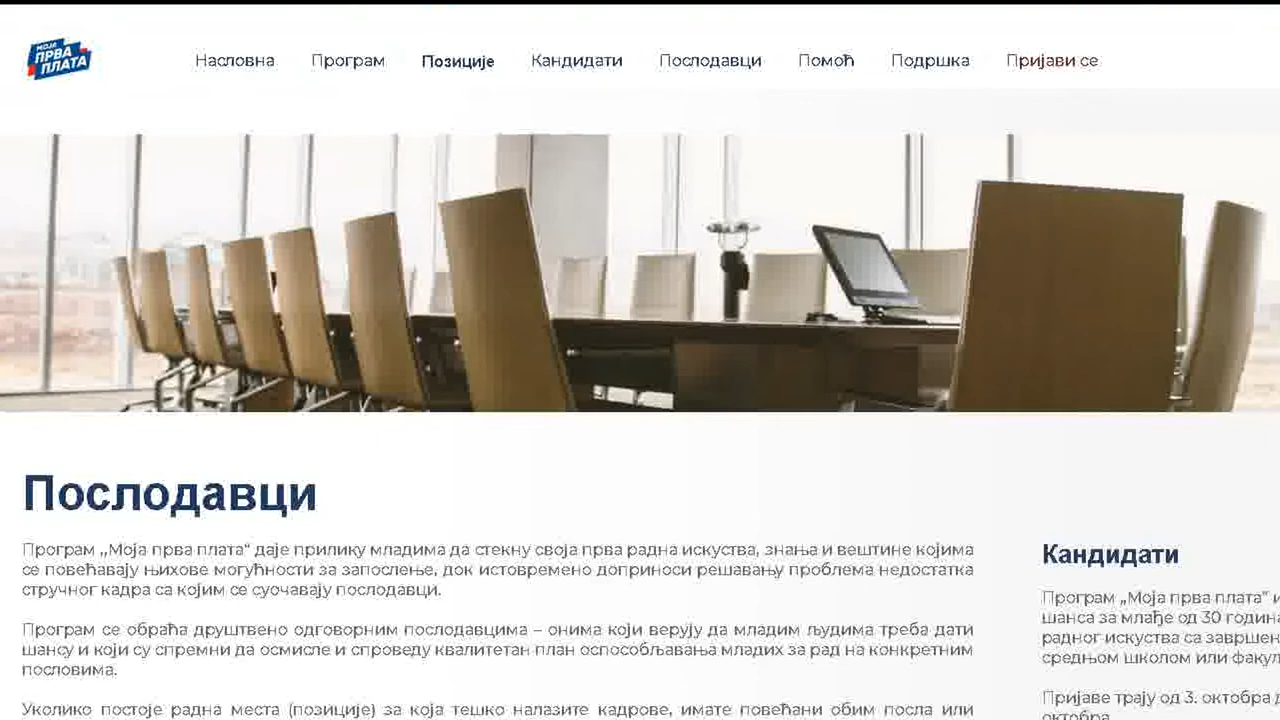 МОЈА
ПРВА
ПЛАТА
Насловна Програм Позиције Кандидати Послодавци Помоћ Подршка Пријави се
Послодавци
Програм „Моја прва плата“ даје прилику младима да стекну своја прва радна искуства, знања и вештине којима
се повећавају њихове могућности за запослење, док истовремено доприноси решавању проблема недостатка
стручног кадра са којим се суочавају послодавци.
Програм се обраћа друштвено одговорним послодавцима – онима који верују да младим људима треба дати
шансу и који су спремни да осмисле и спроведу квалитетан план оспособљавања младих за рад на конкретним
пословима.
Уколико постоје радна места (позиције) за која тешко налазите кадрове, имате повећани обим посла или
Кандидати
Програм „Моја прва плата“ и
шанса за млађе од 30 година
радног искуства са завршен
средњом школом или факул
Пријаве трају од 3. октобра д
октобра